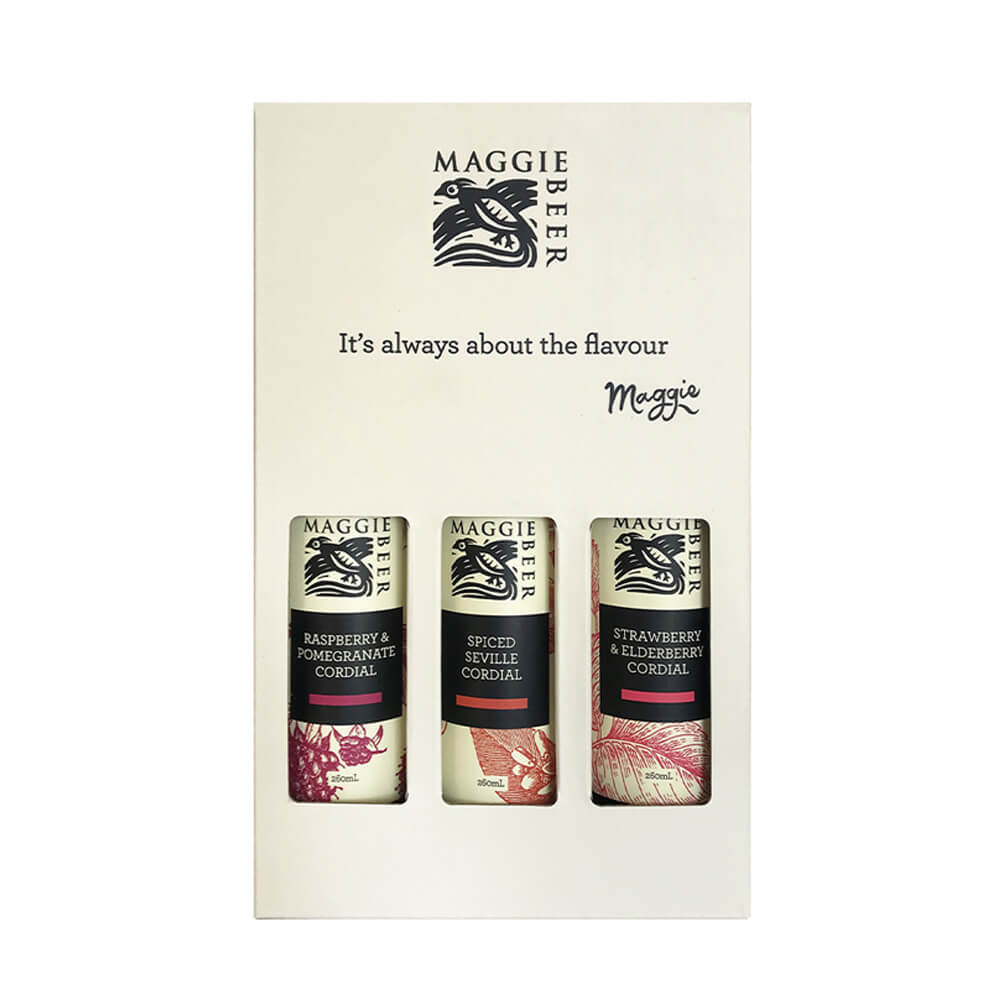 MAGGIE
BEER
It's always about the flavour
Maggie
MAGGIE
BEER
RASPBERRY &
POMEGRANATE
CORDIAL
250mL
MAGGIE
BEER
SPICED
SEVILLE
CORDIAL
250mL
MAGGIE
BEER
STRAWBERRY
& ELDERBERRY
CORDIAL
250mL